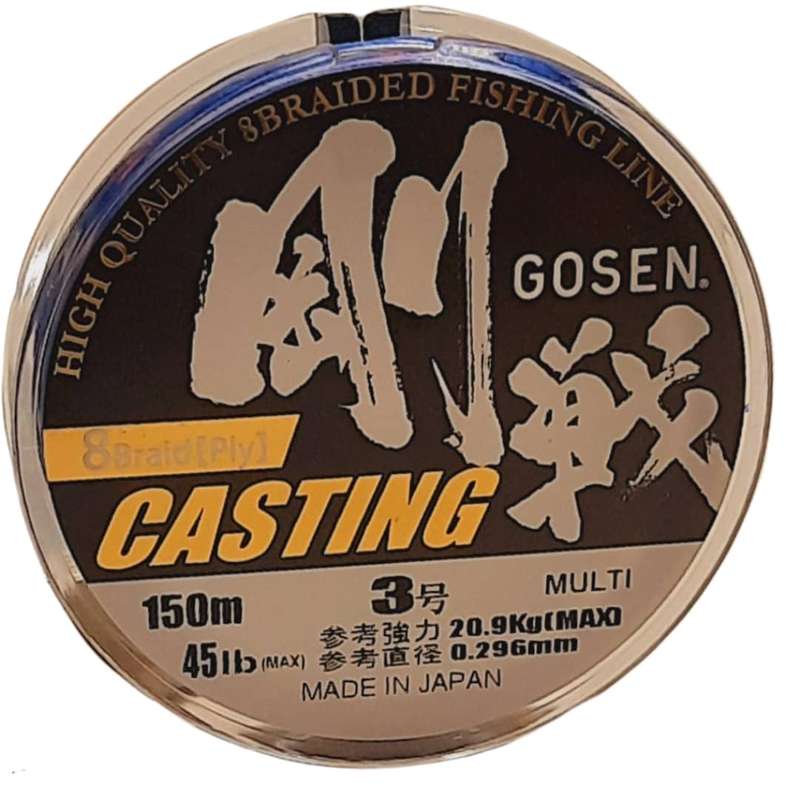 HIGH QUALITY 8BRAIDED FISHING LINE
剛戦
GOSEN®
8Braid[Ply]
CASTING
150m
3号
MULTI
参考強力 20.9Kg(MAX)
45lb(MAX)
参考直径 0.296mm
MADE IN JAPAN